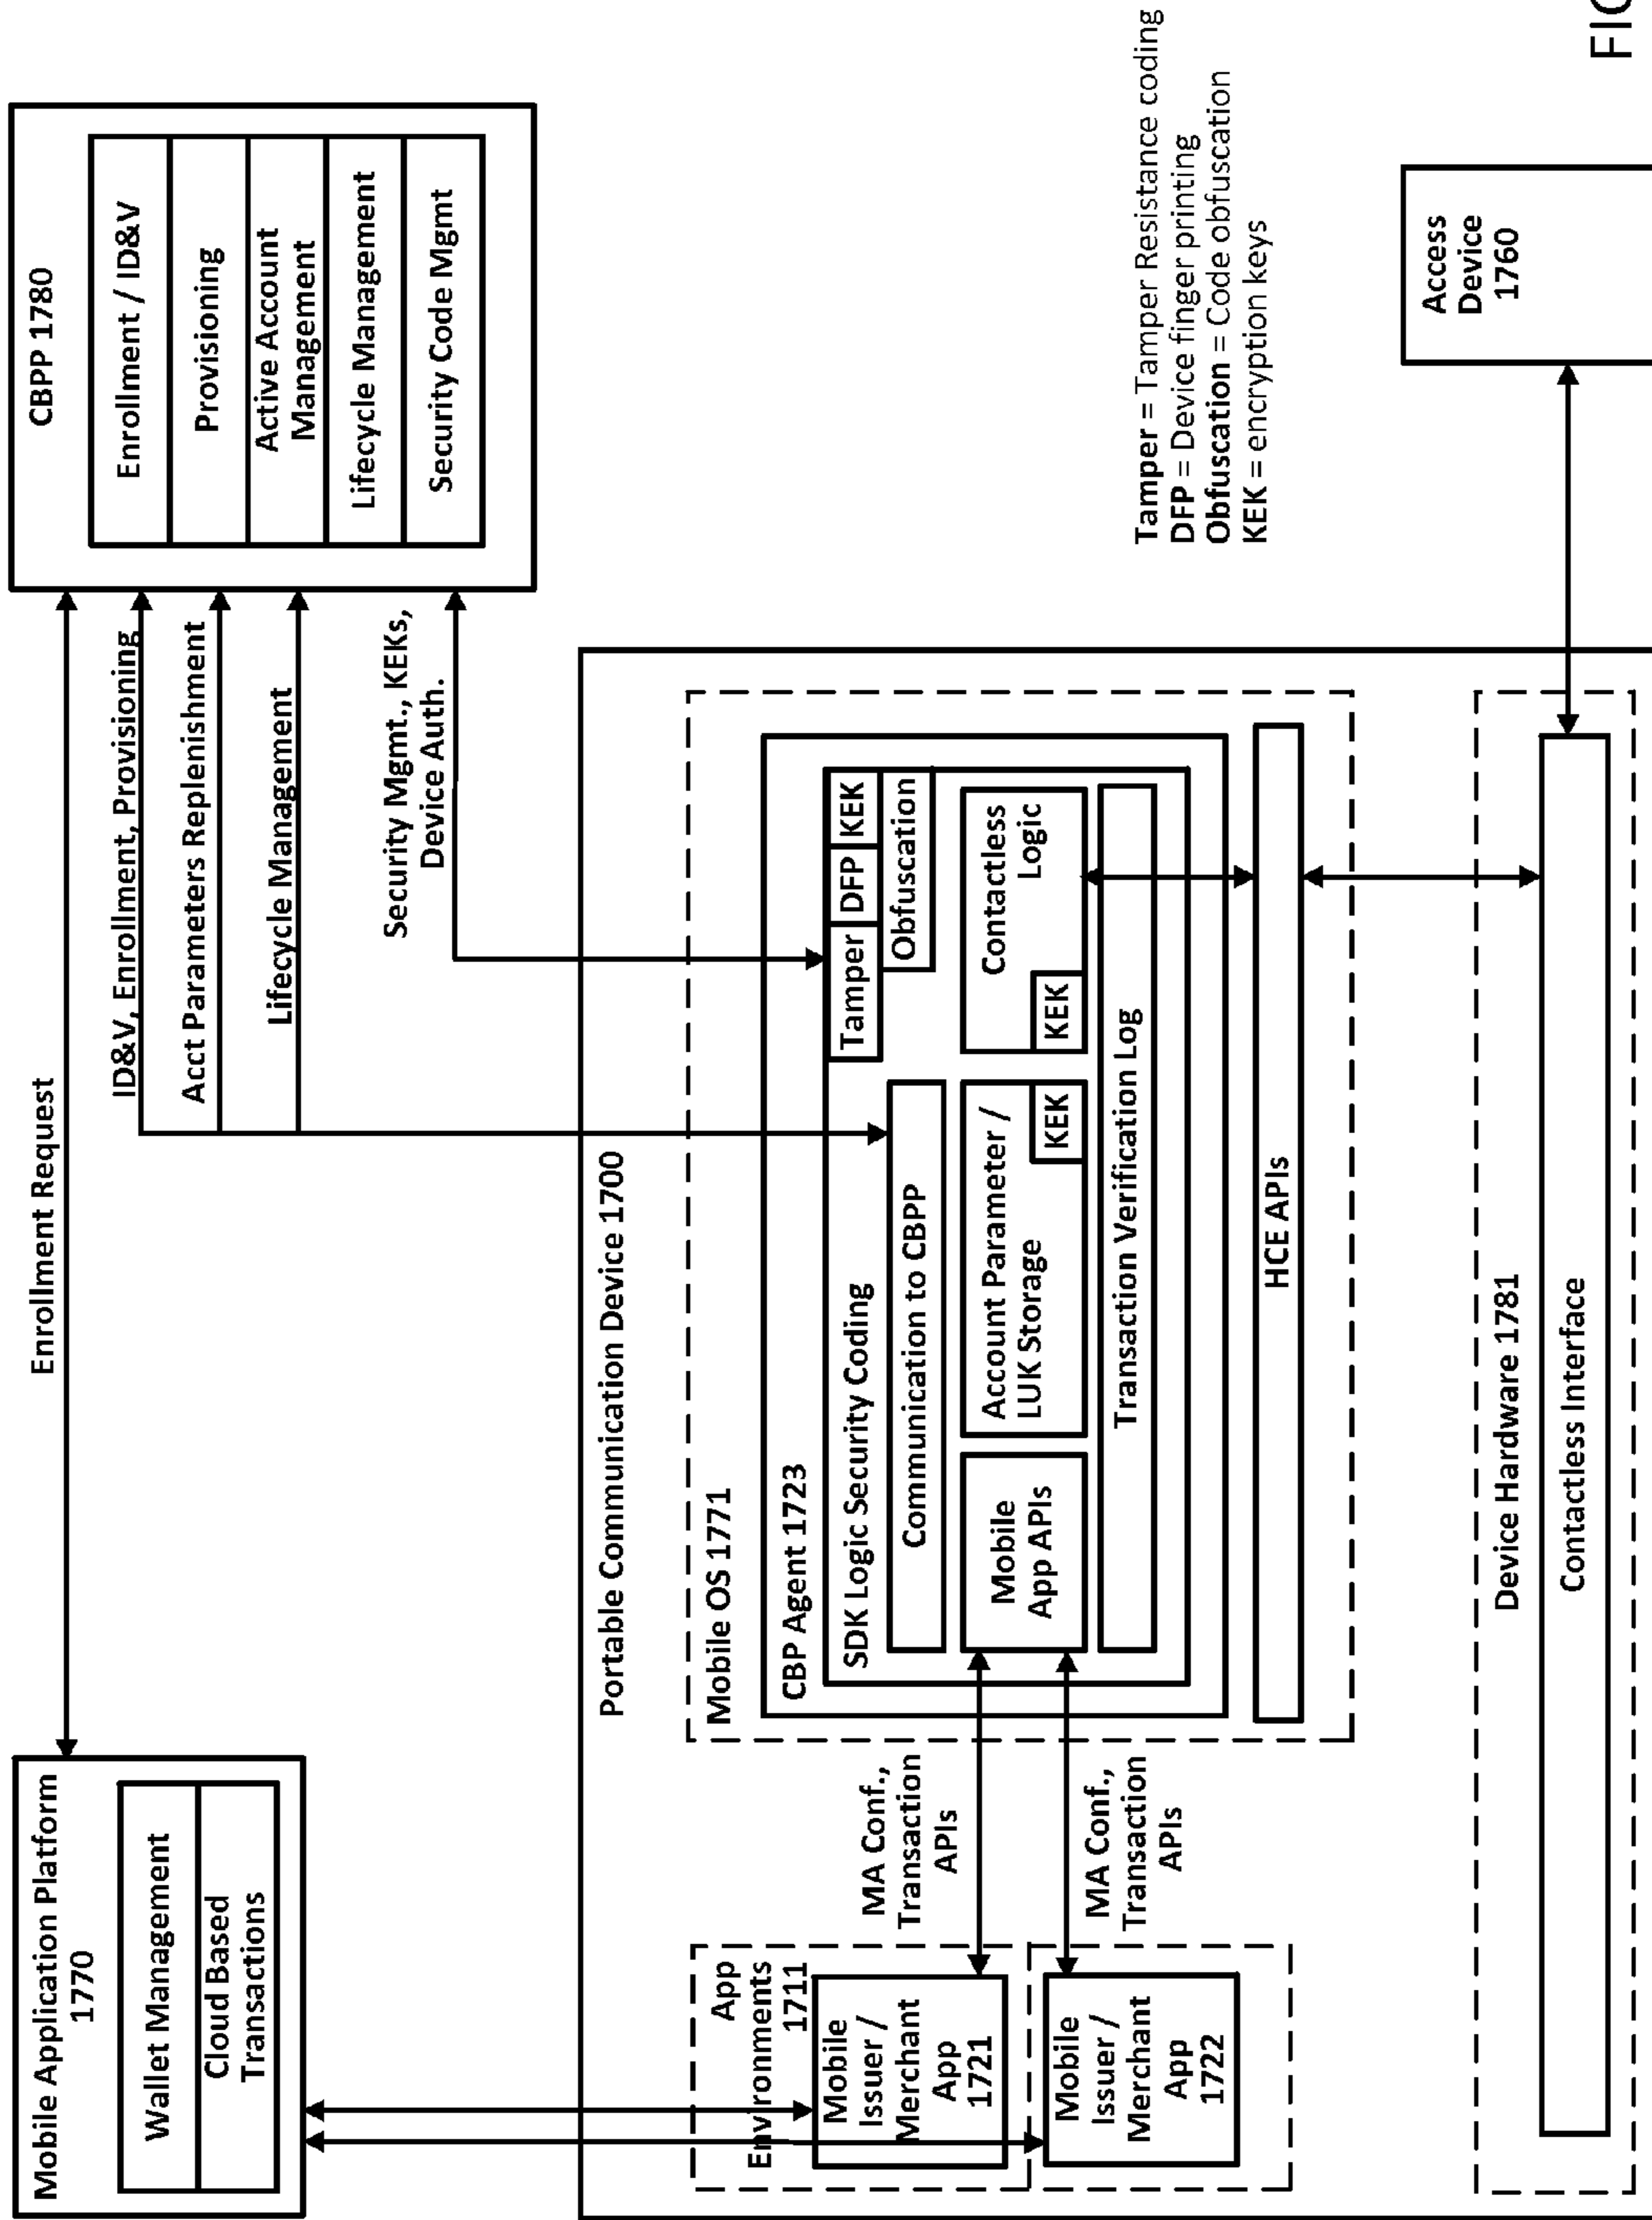 Mobile Application Platform
1770
Wallet Management
Cloud Based
Transactions
Enrollment Request
CBPP 1780
Enrollment / ID&V
Provisioning
Active Account
Management
Lifecycle Management
Security Code Mgmt
ID&V, Enrollment, Provisioning
Acct Parameters Replenishment
Lifecycle Management
Security Mgmt., KEKs,
Device Auth.
Portable Communication Device 1700
App
Environments
1711
Mobile
Issuer /
Merchant
App
1721
Mobile
Issuer /
Merchant
App
1722
MA Conf.,
Transaction
APIs
MA Conf.,
Transaction
APIs
Mobile OS 1771
CBP Agent 1723
SDK Logic Security Coding
Tamper
DFP
KEK
Obfuscation
Communication to CBPP
Mobile
App APIs
Account Parameter /
LUK Storage
KEK
Contactless
Logic
KEK
Transaction Verification Log
HCE APIs
Device Hardware 1781
Contactless Interface
Tamper = Tamper Resistance coding
DFP = Device finger printing
Obfuscation = Code obfuscation
KEK = encryption keys
Access
Device
1760